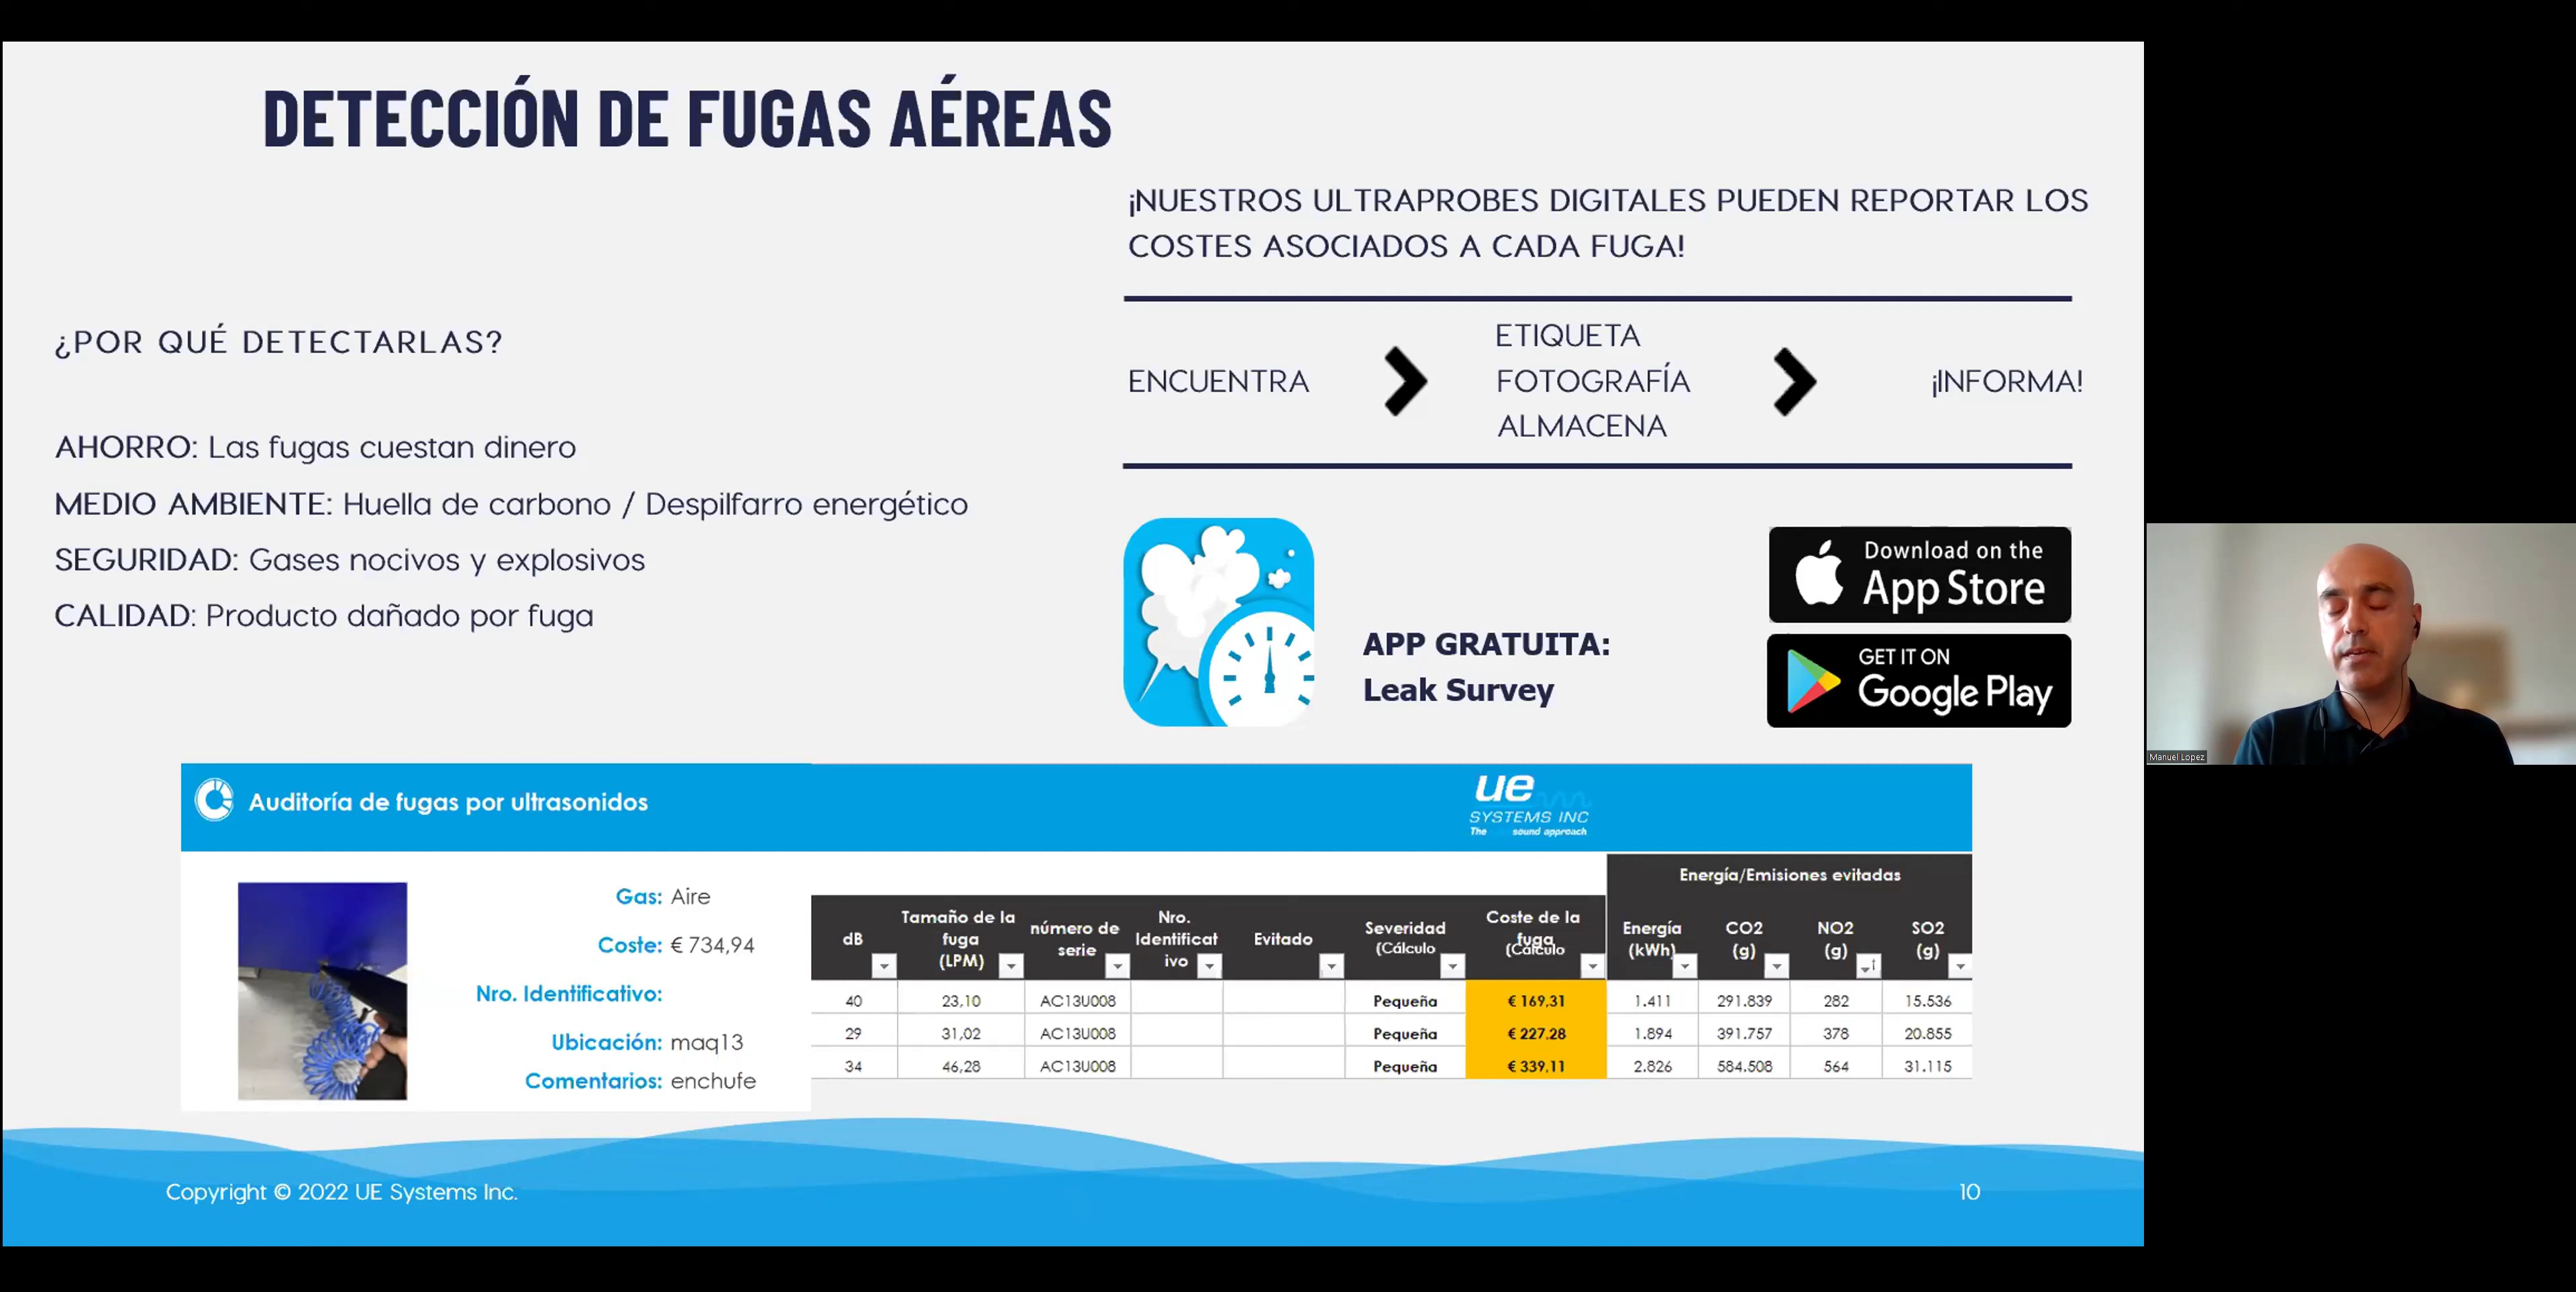 DETECCIÓN DE FUGAS AÉREAS
¿POR QUÉ DETECTARLAS?
AHORRO: Las fugas cuestan dinero
MEDIO AMBIENTE: Huella de carbono / Despilfarro energético
SEGURIDAD: Gases nocivos y explosivos
CALIDAD: Producto dañado por fuga
¡NUESTROS ULTRAPROBES DIGITALES PUEDEN REPORTAR LOS
COSTES ASOCIADOS A CADA FUGA!
ENCUENTRA
ETIQUETA
FOTOGRAFÍA
ALMACENA
¡INFORMA!
APP GRATUITA:
Leak Survey
Download on the
App Store
GET IT ON
Google Play
Manuel Lopez
Auditoría de fugas por ultrasonidos
ue
SYSTEMS INC
The sound approach
Gas: Aire
Coste: € 734,94
Nro. Identificativo:
Ubicación: maq13
Comentarios: enchufe
Energía/Emisiones evitadas
dB
Tamaño de la
fuga
(LPM)
número de
serie
Nro.
Identificat
ivo
Evitado
Severidad
(Cálculo
Coste de la
fuga
(Cálculo
Energía
(kWh)
CO2
(g)
NO2
(g)
SO2
(g)
40 23,10 AC13U008 Pequeña € 169,31 1.411 291.839 282 15.536
29 31,02 AC13U008 Pequeña € 227,28 1.894 391.757 378 20.855
34 46,28 AC13U008 Pequeña € 339,11 2.826 584.508 564 31.115
Copyright © 2022 UE Systems Inc.
10